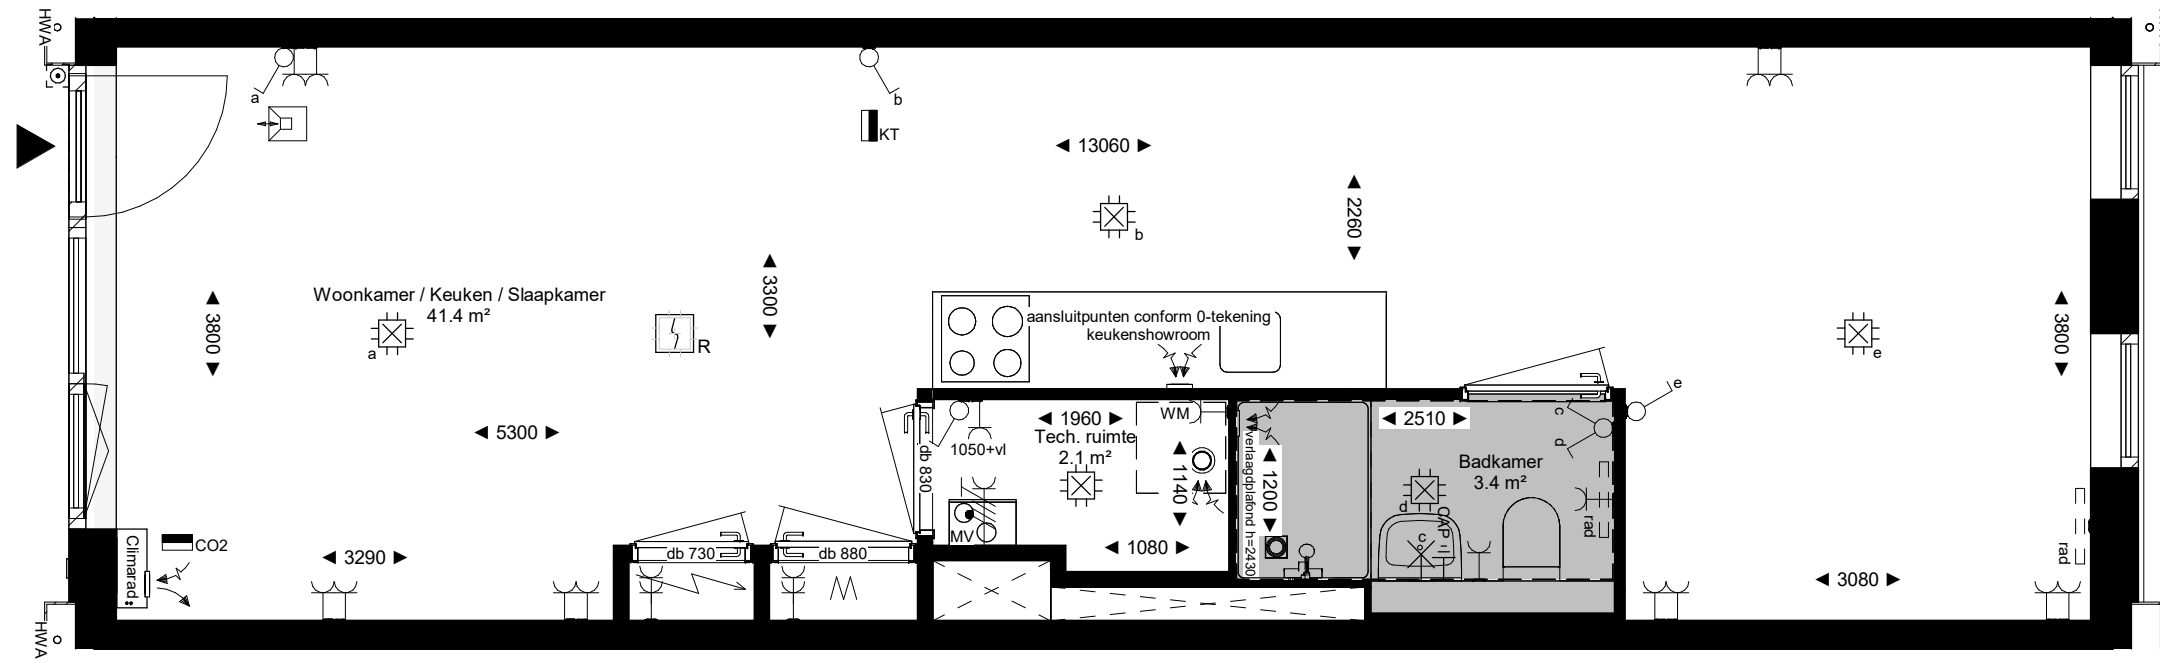 HWA
HWA
a
b
KT
◄ 13060 ►
◄ 2260 ►
b
Woonkamer / Keuken / Slaapkamer
41.4 m²
a
◄ 3800 ►
◄ 3300 ►
R
aansluitpunten conform 0-tekening
keukenshowroom
e
◄ 3800 ►
e
◄ 5300 ►
db 830
1050+vl
◄ 1960 ►
WM
Tech. ruimte
2.1 m²
◄ 1140 ►
MV
◄ 1080 ►
verlaagdplafond h=2430
◄ 1200 ►
◄ 2510 ►
c
d
Badkamer
3.4 m²
d
CAP
c
rad
rad
Climarad
CO2
◄ 3290 ►
db 730
db 880
◄ 3080 ►
HWA